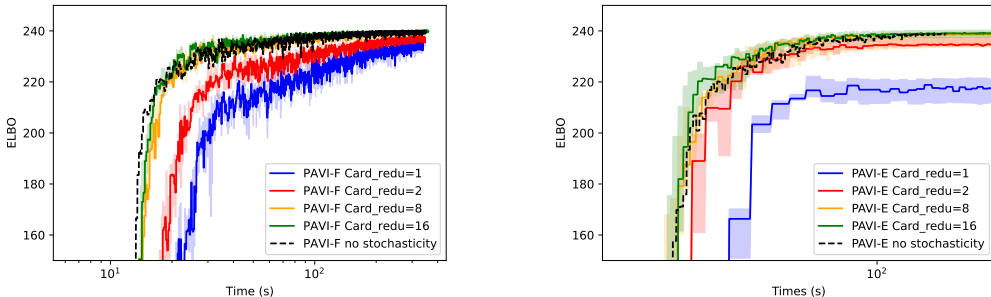 240
220
200
180
160
ELBO
PAVI-F Card_redu=1
PAVI-F Card_redu=2
PAVI-F Card_redu=8
PAVI-F Card_redu=16
PAVI-F no stochasticity
10¹
10²
Time (s)
240
220
200
180
160
ELBO
PAVI-E Card_redu=1
PAVI-E Card_redu=2
PAVI-E Card_redu=8
PAVI-E Card_redu=16
PAVI-E no stochasticity
10²
Times (s)